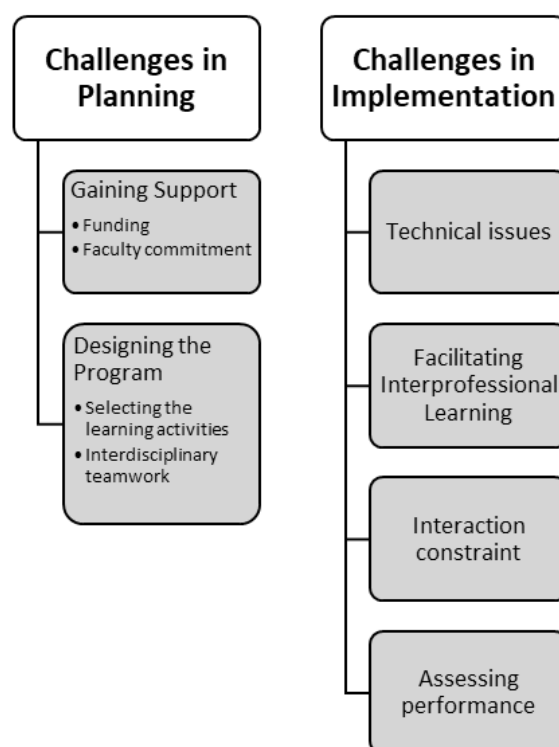 Challenges in
Planning
Gaining Support
• Funding
• Faculty commitment
Designing the
Program
• Selecting the
learning activities
• Interdisciplinary
teamwork
Challenges in
Implementation
Technical issues
Facilitating
Interprofessional
Learning
Interaction
constraint
Assessing
performance